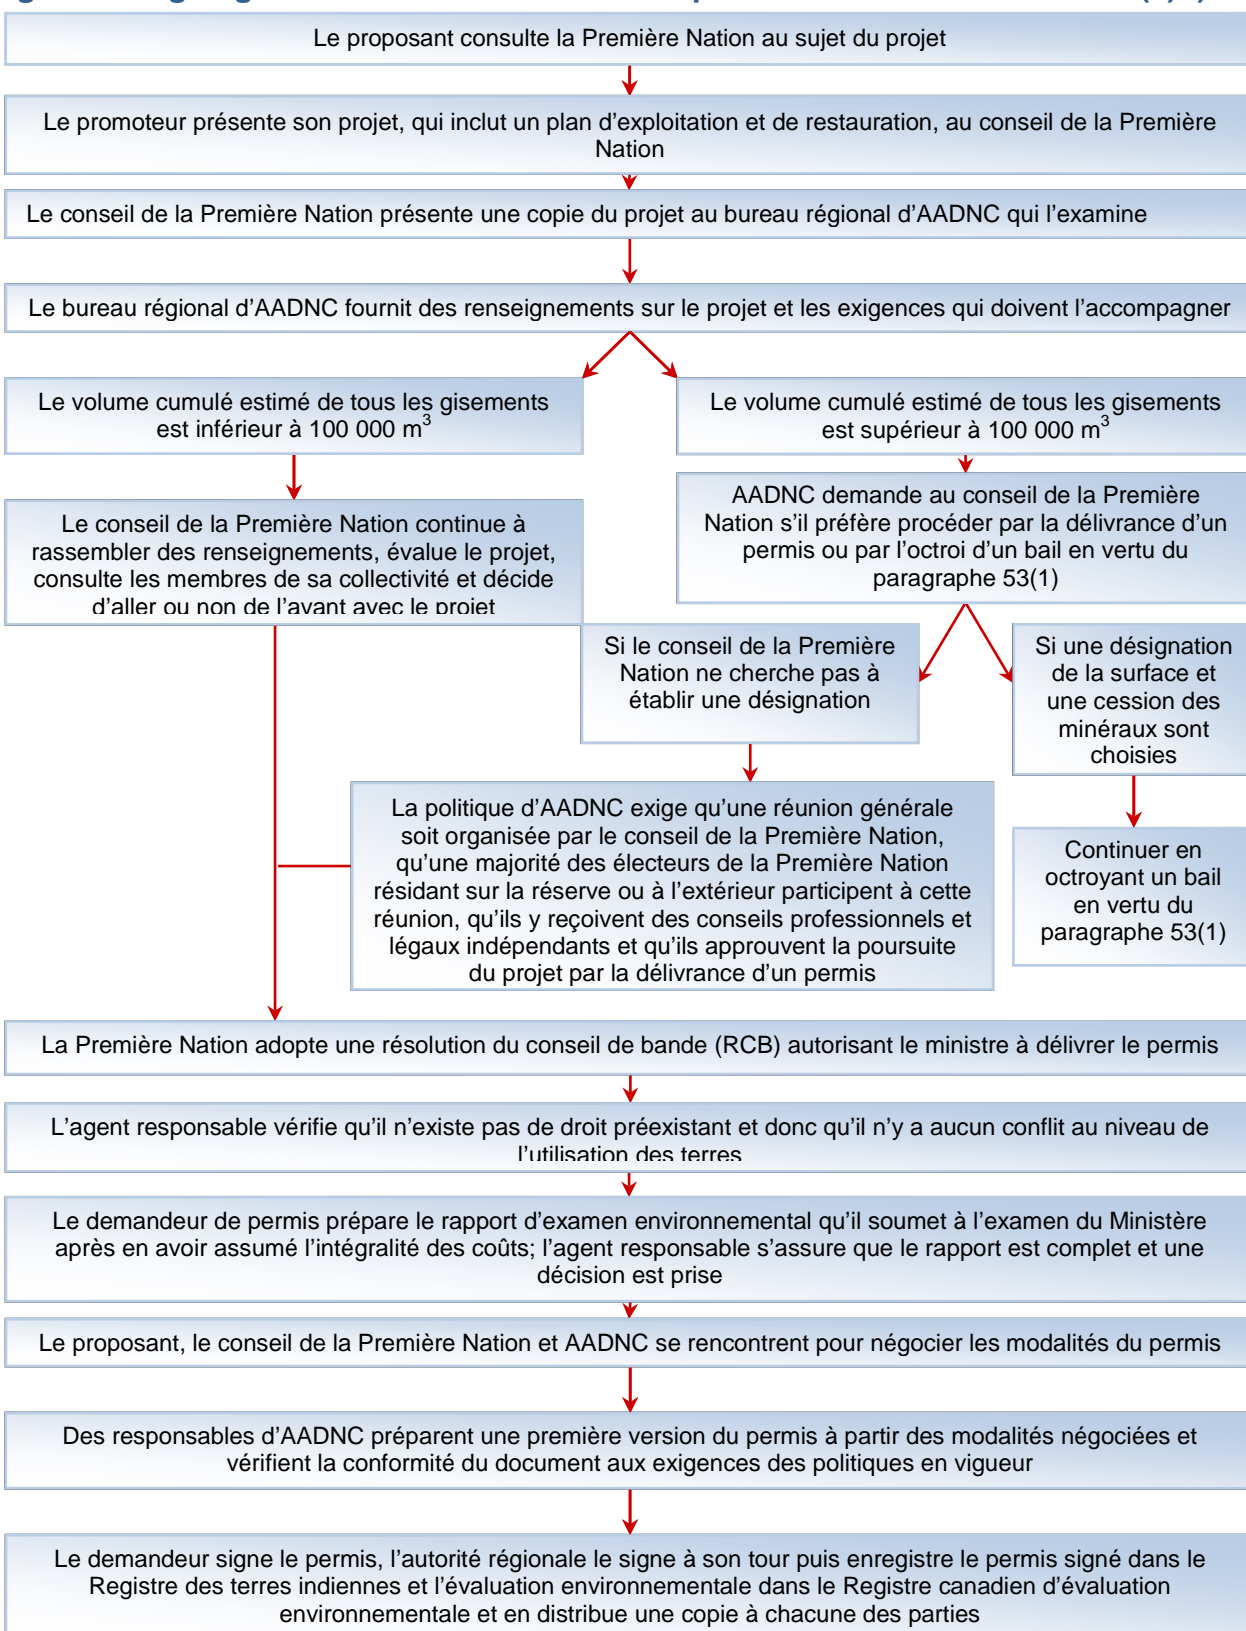 Le proposant consulte la Première Nation au sujet du projet
Le promoteur présente son projet, qui inclut un plan d’exploitation et de restauration, au conseil de la Première
Nation
Le conseil de la Première Nation présente une copie du projet au bureau régional d’AADNC qui l’examine
Le bureau régional d’AADNC fournit des renseignements sur le projet et les exigences qui doivent l’accompagner
Le volume cumulé estimé de tous les gisements
est inférieur à 100 000 m³
Le volume cumulé estimé de tous les gisements
est supérieur à 100 000 m³
Le conseil de la Première Nation continue à
rassembler des renseignements, évalue le projet,
consulte les membres de sa collectivité et décide
d’aller ou non de l’avant avec le projet
AADNC demande au conseil de la Première
Nation s’il préfère procéder par la délivrance d’un
permis ou par l’octroi d’un bail en vertu du
paragraphe 53(1)
Si le conseil de la Première
Nation ne cherche pas à
établir une désignation
Si une désignation
de la surface et
une cession des
minéraux sont
choisies
La politique d’AADNC exige qu’une réunion générale
soit organisée par le conseil de la Première Nation,
qu’une majorité des électeurs de la Première Nation
résidant sur la réserve ou à l’extérieur participent à cette
réunion, qu’ils y reçoivent des conseils professionnels et
légaux indépendants et qu’ils approuvent la poursuite
du projet par la délivrance d’un permis
Continuer en
octroyant un bail
en vertu du
paragraphe 53(1)
La Première Nation adopte une résolution du conseil de bande (RCB) autorisant le ministre à délivrer le permis
L’agent responsable vérifie qu’il n’existe pas de droit préexistant et donc qu’il n’y a aucun conflit au niveau de
l’utilisation des terres
Le demandeur de permis prépare le rapport d’examen environnemental qu’il soumet à l’examen du Ministère
après en avoir assumé l’intégralité des coûts; l’agent responsable s’assure que le rapport est complet et une
décision est prise
Le proposant, le conseil de la Première Nation et AADNC se rencontrent pour négocier les modalités du permis
Des responsables d’AADNC préparent une première version du permis à partir des modalités négociées et
vérifient la conformité du document aux exigences des politiques en vigueur
Le demandeur signe le permis, l’autorité régionale le signe à son tour puis enregistre le permis signé dans le
Registre des terres indiennes et l’évaluation environnementale dans le Registre canadien d’évaluation
environnementale et en distribue une copie à chacune des parties